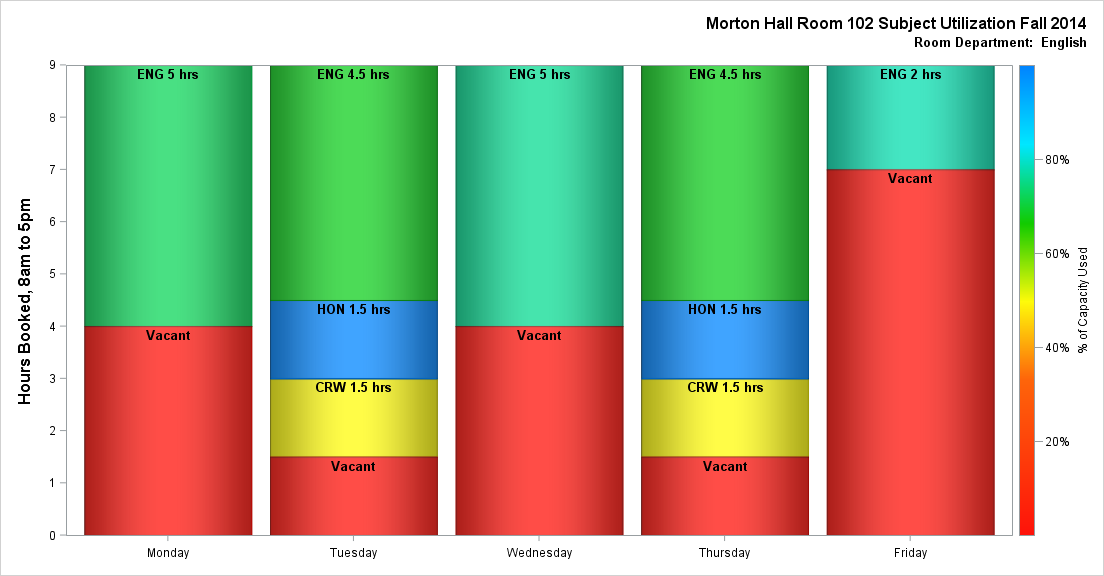 Morton Hall Room 102 Subject Utilization Fall 2014
Room Department: English
Hours Booked, 8am to 5pm
9
8
7
6
5
4
3
2
1
0
ENG 5 hrs
Vacant
ENG 4.5 hrs
HON 1.5 hrs
CRW 1.5 hrs
Vacant
ENG 5 hrs
Vacant
ENG 4.5 hrs
HON 1.5 hrs
CRW 1.5 hrs
Vacant
ENG 2 hrs
Vacant
Monday
Tuesday
Wednesday
Thursday
Friday
80%
60%
40%
20%
% of Capacity Used